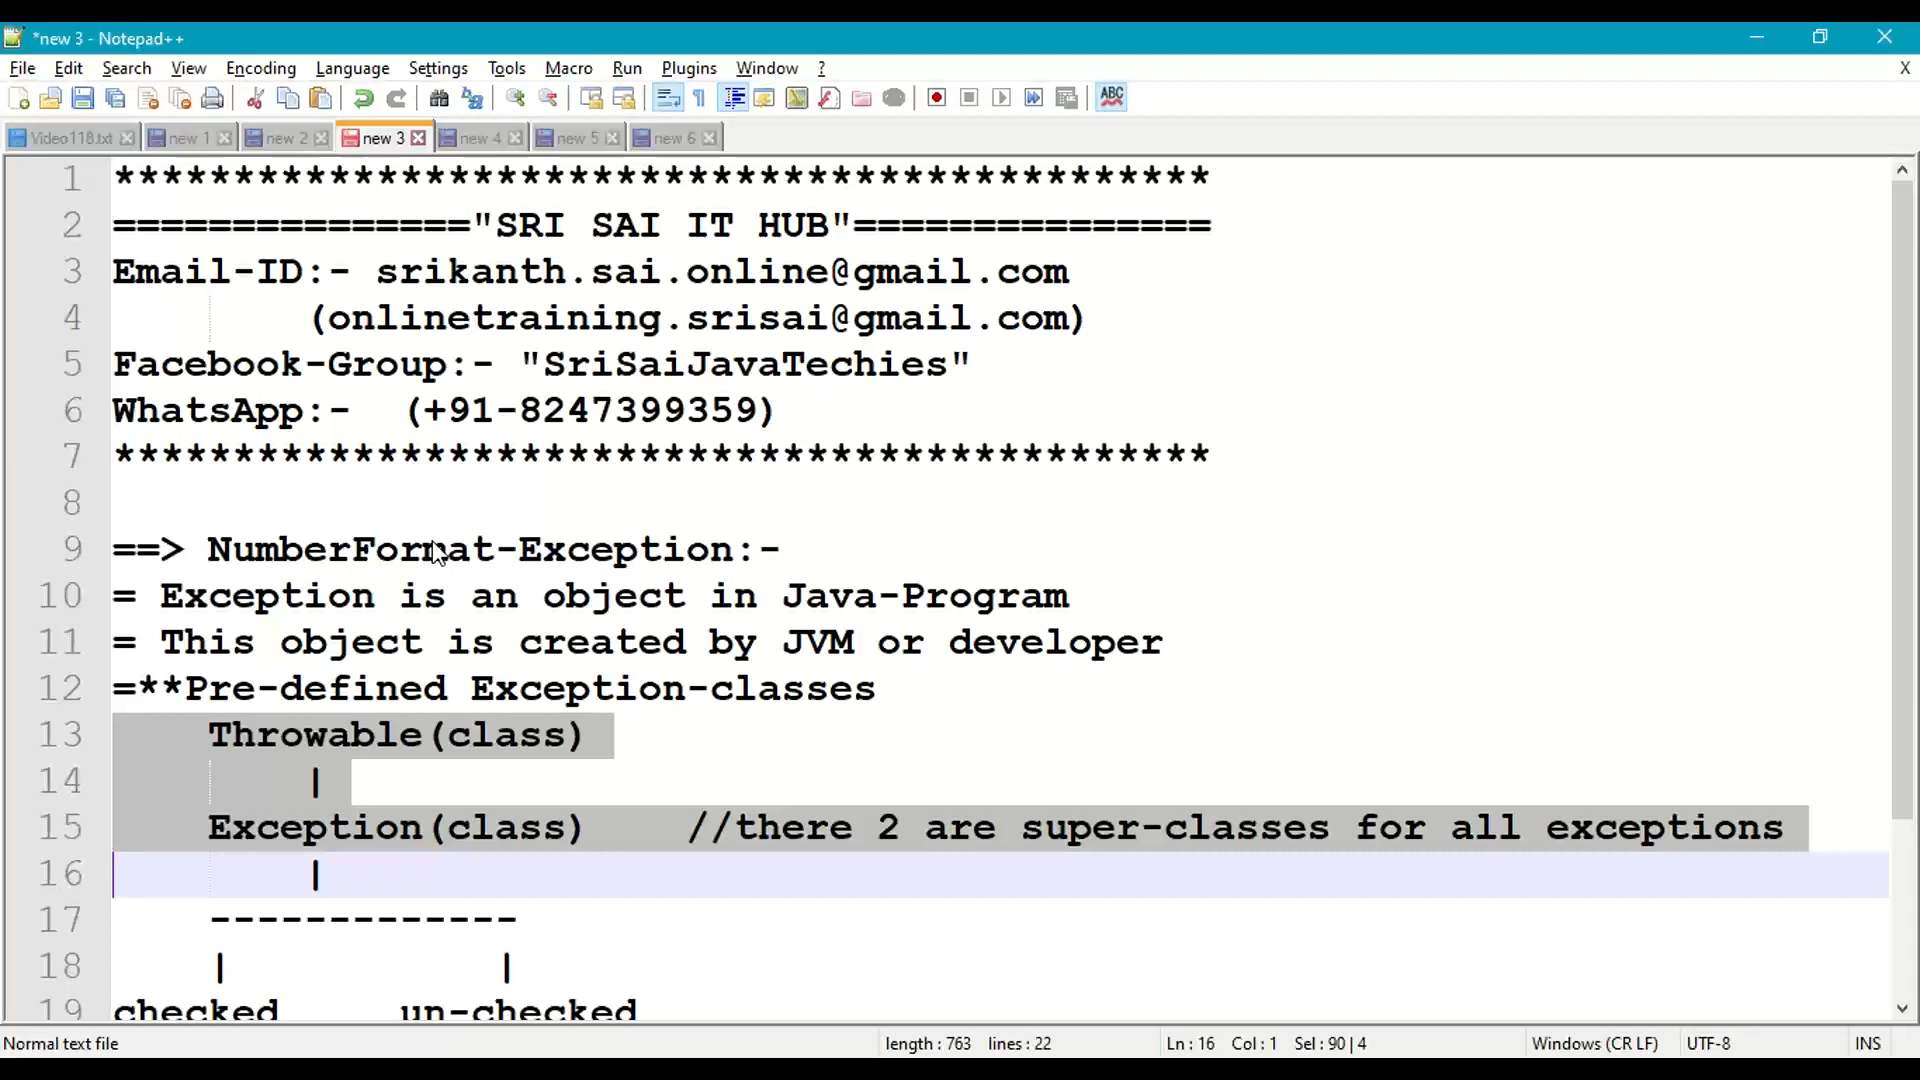 *new 3 - Notepad++
File Edit Search View Encoding Language Settings Tools Macro Run Plugins Window ? X
ABC
Video118.txt new 1 new 2 new 3 new 4 new 5 new 6
1 **********************************************
2 ==============="SRI SAI IT HUB"===============
3 Email-ID:- srikanth.sai.online@gmail.com
4 (onlinetraining.srisai@gmail.com)
5 Facebook-Group:- "SriSaiJavaTechies"
6 WhatsApp:- (+91-8247399359)
7 **********************************************
8
9 ==> NumberFormat-Exception:-
10 = Exception is an object in Java-Program
11 = This object is created by JVM or developer
12 =**Pre-defined Exception-classes
13 Throwable(class)
14 |
15 Exception(class) //there 2 are super-classes for all exceptions
16 |
17 -------------
18 | |
19 checked un-checked
Normal text file length : 763 lines : 22 Ln : 16 Col : 1 Sel : 90 | 4 Windows (CR LF) UTF-8 INS